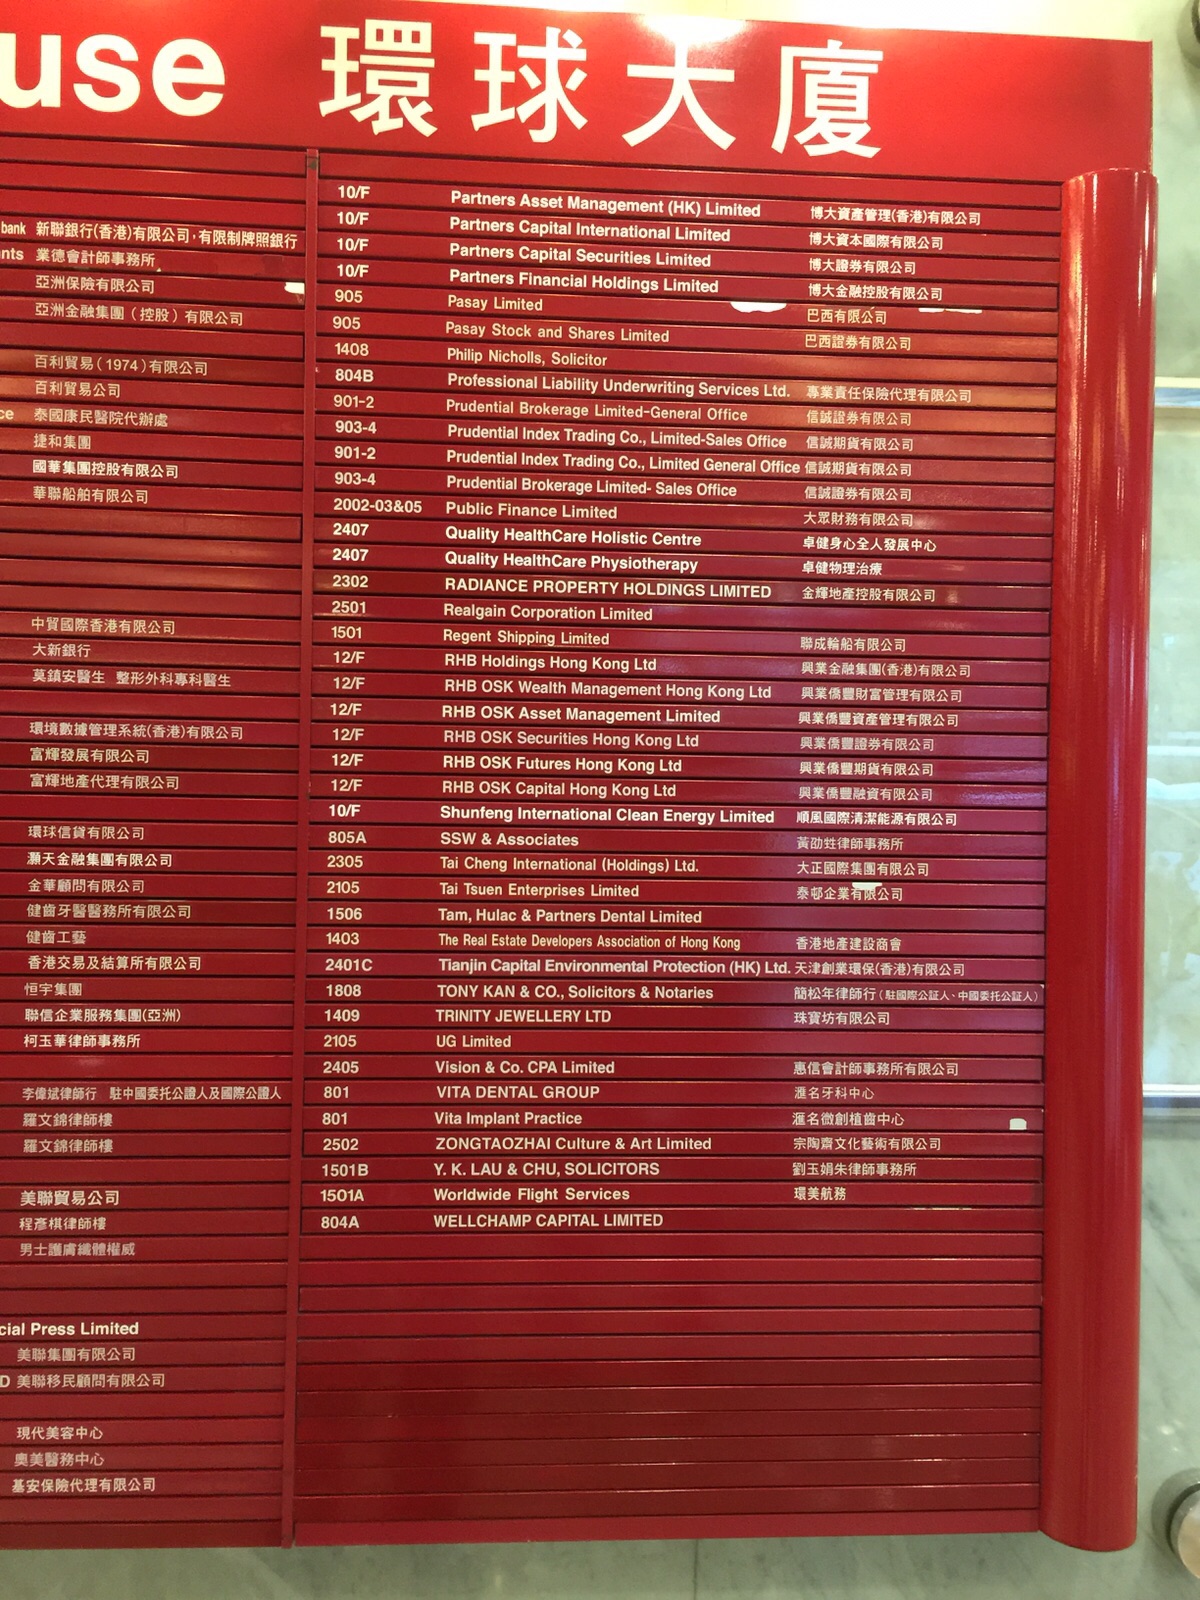 use 環球大廈
bank 新聯銀行(香港)有限公司,有限制牌照銀行
nts 業德會計師事務所
亞洲保險有限公司
亞洲金融集團(控股)有限公司
百利貿易(1974)有限公司
百利貿易公司
ce 泰國康民醫院代辦處
捷和集團
國華集團控股有限公司
華聯船舶有限公司
中貿國際香港有限公司
大新銀行
莫鎮安醫生 整形外科專科醫生
環境數據管理系統(香港)有限公司
富輝發展有限公司
富輝地產代理有限公司
環球信貸有限公司
灝天金融集團有限公司
金華顧問有限公司
健齒牙醫醫務所有限公司
健齒工藝
香港交易及結算所有限公司
恒宇集團
聯信企業服務集團(亞洲)
柯玉華律師事務所
李偉斌律師行 駐中國委托公證人及國際公證人
羅文錦律師樓
羅文錦律師樓
美聯貿易公司
程彥棋律師樓
男士護膚纖體權威
cial Press Limited
美聯集團有限公司
D 美聯移民顧問有限公司
現代美容中心
奧美醫務中心
基安保險代理有限公司
10/F Partners Asset Management (HK) Limited 博大資產管理(香港)有限公司
10/F Partners Capital International Limited 博大資本國際有限公司
10/F Partners Capital Securities Limited 博大證券有限公司
10/F Partners Financial Holdings Limited 博大金融控股有限公司
905 Pasay Limited 巴西有限公司
905 Pasay Stock and Shares Limited 巴西證券有限公司
1408 Philip Nicholls, Solicitor
804B Professional Liability Underwriting Services Ltd. 專業責任保險代理有限公司
901-2 Prudential Brokerage Limited-General Office 信誠證券有限公司
903-4 Prudential Index Trading Co., Limited-Sales Office 信誠期貨有限公司
901-2 Prudential Index Trading Co., Limited General Office 信誠期貨有限公司
903-4 Prudential Brokerage Limited- Sales Office 信誠證券有限公司
2002-03&05 Public Finance Limited 大眾財務有限公司
2407 Quality HealthCare Holistic Centre 卓健身心全人發展中心
2407 Quality HealthCare Physiotherapy 卓健物理治療
2302 RADIANCE PROPERTY HOLDINGS LIMITED 金輝地產控股有限公司
2501 Realgain Corporation Limited
1501 Regent Shipping Limited 聯成輪船有限公司
12/F RHB Holdings Hong Kong Ltd 興業金融集團(香港)有限公司
12/F RHB OSK Wealth Management Hong Kong Ltd 興業僑豐財富管理有限公司
12/F RHB OSK Asset Management Limited 興業僑豐資產管理有限公司
12/F RHB OSK Securities Hong Kong Ltd 興業僑豐證券有限公司
12/F RHB OSK Futures Hong Kong Ltd 興業僑豐期貨有限公司
12/F RHB OSK Capital Hong Kong Ltd 興業僑豐融資有限公司
10/F Shunfeng International Clean Energy Limited 順風國際清潔能源有限公司
805A SSW & Associates 黃劭甡律師事務所
2305 Tai Cheng International (Holdings) Ltd. 大正國際集團有限公司
2105 Tai Tsuen Enterprises Limited 泰邨企業有限公司
1506 Tam, Hulac & Partners Dental Limited
1403 The Real Estate Developers Association of Hong Kong 香港地產建設商會
2401C Tianjin Capital Environmental Protection (HK) Ltd. 天津創業環保(香港)有限公司
1808 TONY KAN & CO., Solicitors & Notaries 簡松年律師行(駐國際公証人、中國委托公証人)
1409 TRINITY JEWELLERY LTD 珠寶坊有限公司
2105 UG Limited
2405 Vision & Co. CPA Limited 惠信會計師事務所有限公司
801 VITA DENTAL GROUP 滙名牙科中心
801 Vita Implant Practice 滙名微創植齒中心
2502 ZONGTAOZHAI Culture & Art Limited 宗陶齋文化藝術有限公司
1501B Y. K. LAU & CHU, SOLICITORS 劉玉娟朱律師事務所
1501A Worldwide Flight Services 環美航務
804A WELLCHAMP CAPITAL LIMITED